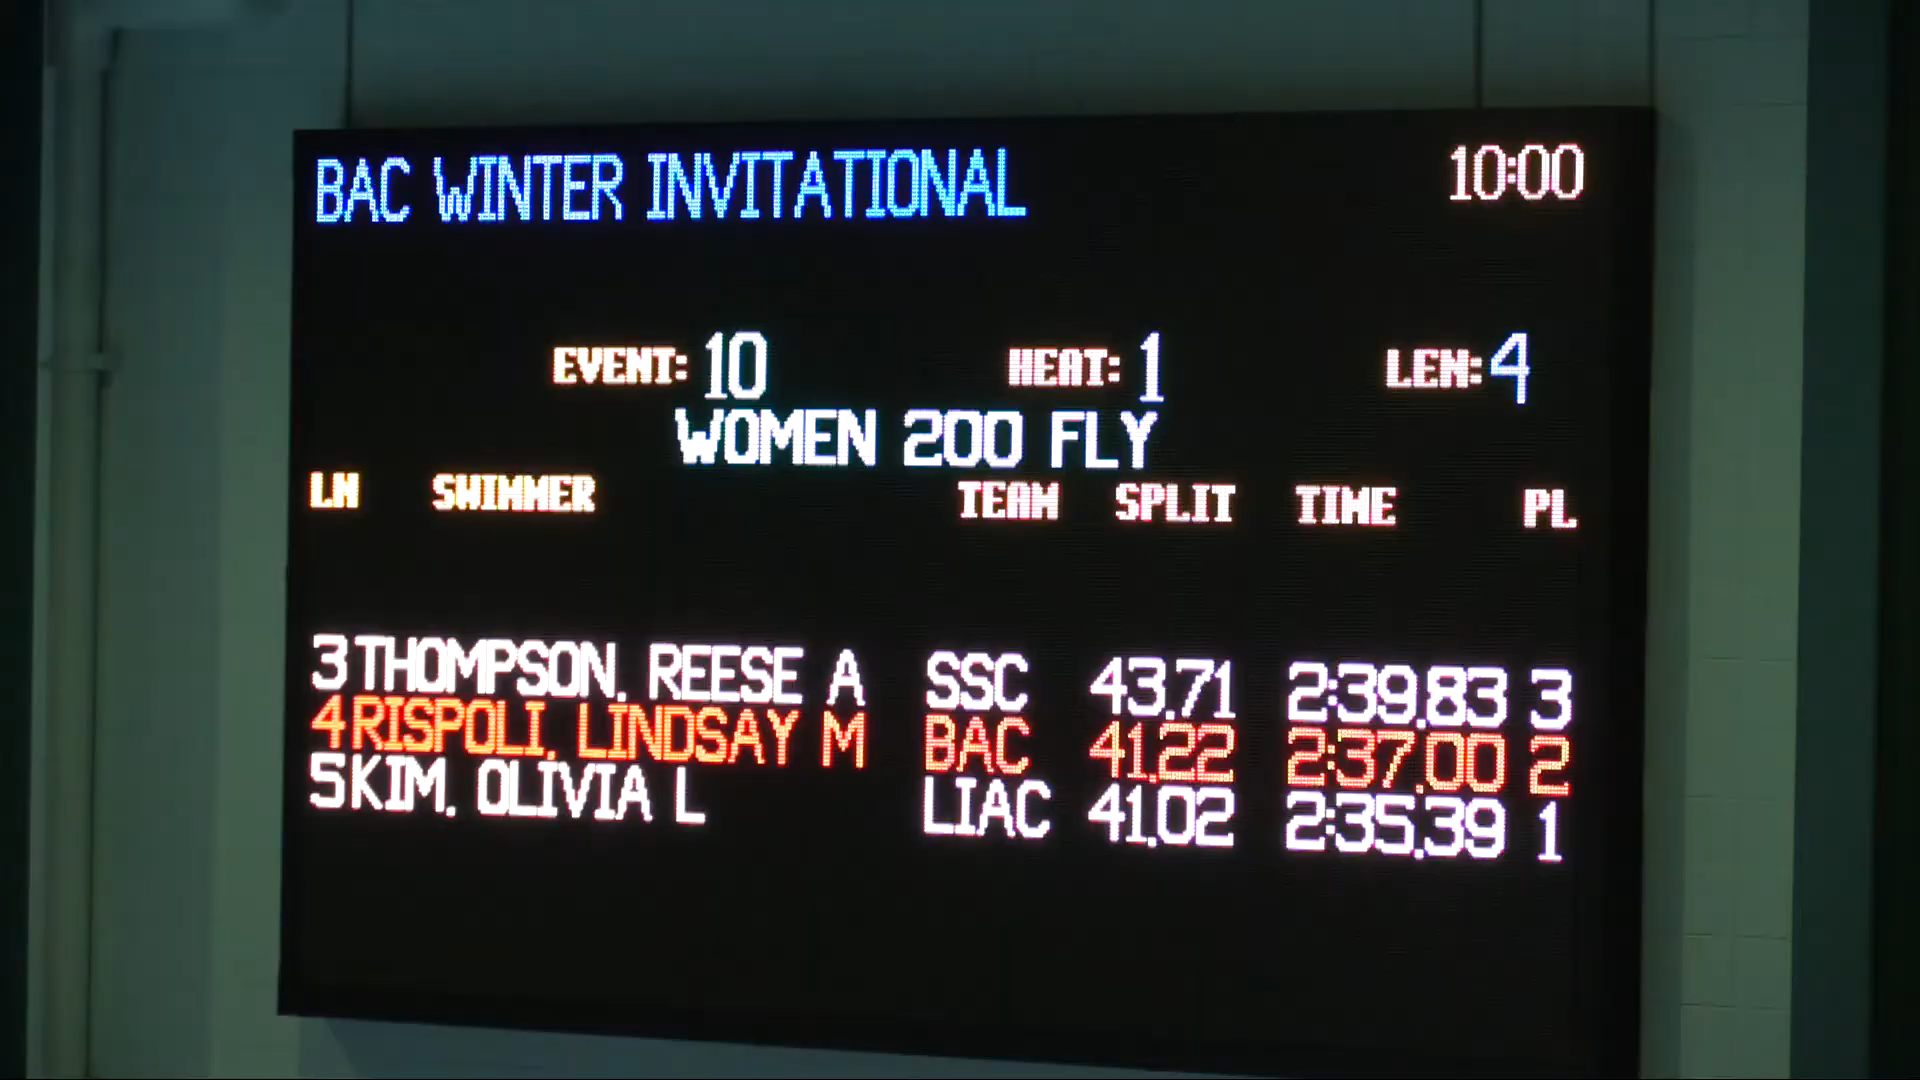 BAC WINTER INVITATIONAL 10:00
EVENT: 10 HEAT: 1 LEN: 4
WOMEN 200 FLY
LN SWIMMER TEAM SPLIT TIME PL
3 THOMPSON, REESE A SSC 43.71 2:39.83 3
4 RISPOLI, LINDSAY M BAC 41.22 2:37.00 2
5 KIM, OLIVIA L LIAC 41.02 2:35.39 1